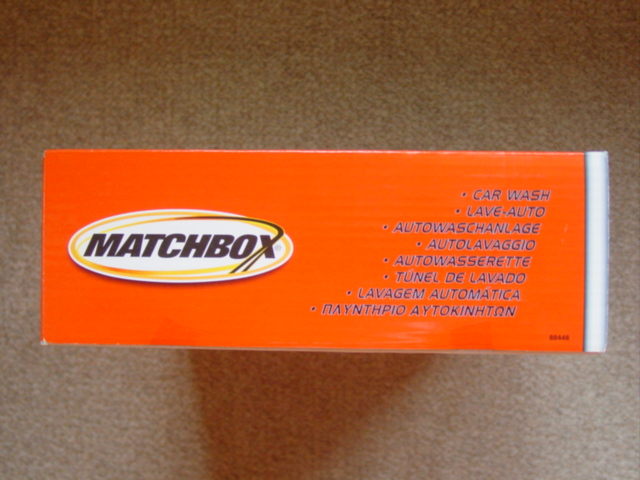 MATCHBOX
• CAR WASH
• LAVE-AUTO
• AUTOWASCHANLAGE
• AUTOLAVAGGIO
• AUTOWASSERETTE
• TÚNEL DE LAVADO
• LAVAGEM AUTOMÁTICA
• ΠΛΥΝΤΗΡΙΟ ΑΥΤΟΚΙΝΗΤΩΝ